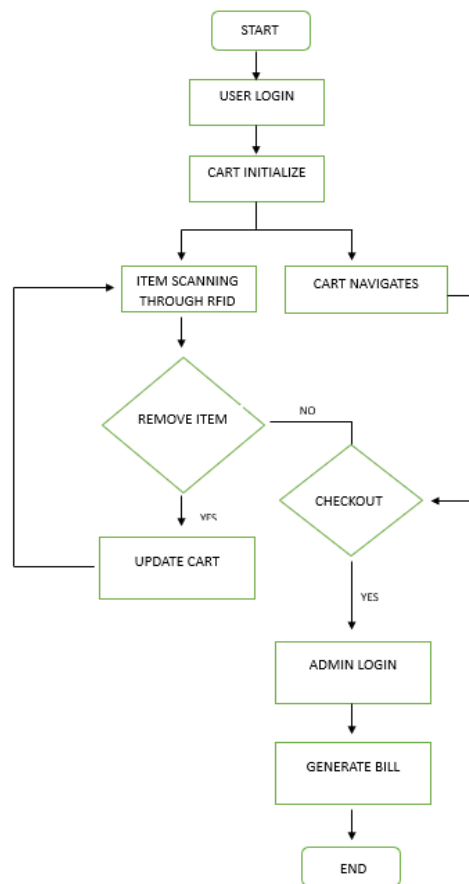 START
USER LOGIN
CART INITIALIZE
ITEM SCANNING
THROUGH RFID
CART NAVIGATES
REMOVE ITEM
NO
CHECKOUT
YES
UPDATE CART
YES
ADMIN LOGIN
GENERATE BILL
END